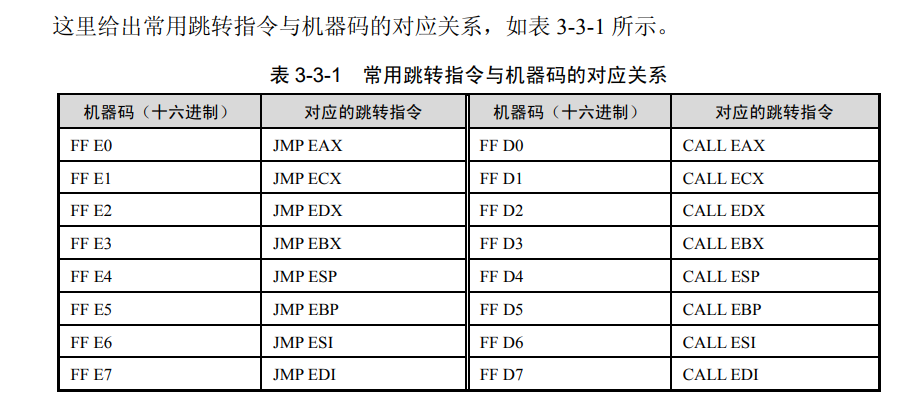 这里给出常用跳转指令与机器码的对应关系，如表 3-3-1 所示。
表 3-3-1 常用跳转指令与机器码的对应关系
机器码（十六进制） 对应的跳转指令 机器码（十六进制） 对应的跳转指令
FF E0 JMP EAX FF D0 CALL EAX
FF E1 JMP ECX FF D1 CALL ECX
FF E2 JMP EDX FF D2 CALL EDX
FF E3 JMP EBX FF D3 CALL EBX
FF E4 JMP ESP FF D4 CALL ESP
FF E5 JMP EBP FF D5 CALL EBP
FF E6 JMP ESI FF D6 CALL ESI
FF E7 JMP EDI FF D7 CALL EDI